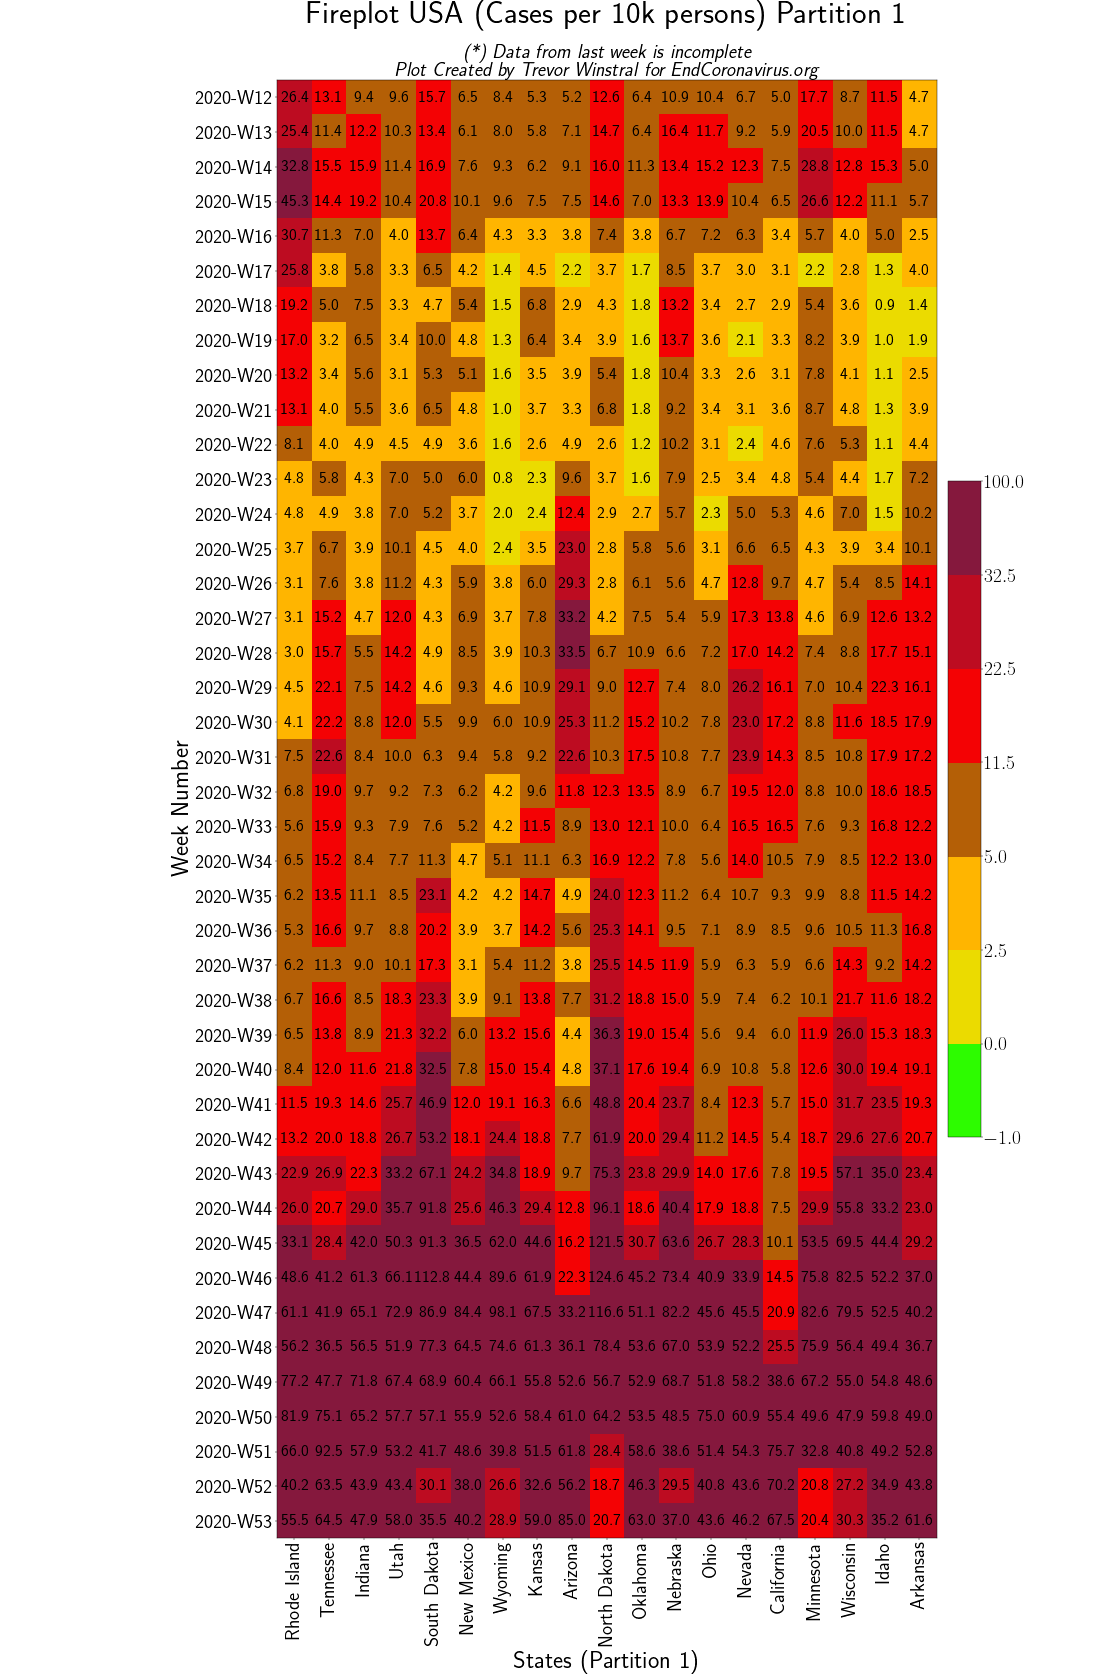 Fireplot USA (Cases per 10k persons) Partition 1
(*) Data from last week is incomplete
Plot Created by Trevor Winstral for EndCoronavirus.org
2020-W12 26.4 13.1 9.4 9.6 15.7 6.5 8.4 5.3 5.2 12.6 6.4 10.9 10.4 6.7 5.0 17.7 8.7 11.5 4.7
2020-W13 25.4 11.4 12.2 10.3 13.4 6.1 8.0 5.8 7.1 14.7 6.4 16.4 11.7 9.2 5.9 20.5 10.0 11.5 4.7
2020-W14 32.8 15.5 15.9 11.4 16.9 7.6 9.3 6.2 9.1 16.0 11.3 13.4 15.2 12.3 7.5 28.8 12.8 15.3 5.0
2020-W15 45.3 14.4 19.2 10.4 20.8 10.1 9.6 7.5 7.5 14.6 7.0 13.3 13.9 10.4 6.5 26.6 12.2 11.1 5.7
2020-W16 30.7 11.3 7.0 4.0 13.7 6.4 4.3 3.3 3.8 7.4 3.8 6.7 7.2 6.3 3.4 5.7 4.0 5.0 2.5
2020-W17 25.8 3.8 5.8 3.3 6.5 4.2 1.4 4.5 2.2 3.7 1.7 8.5 3.7 3.0 3.1 2.2 2.8 1.3 4.0
2020-W18 19.2 5.0 7.5 3.3 4.7 5.4 1.5 6.8 2.9 4.3 1.8 13.2 3.4 2.7 2.9 5.4 3.6 0.9 1.4
2020-W19 17.0 3.2 6.5 3.4 10.0 4.8 1.3 6.4 3.4 3.9 1.6 13.7 3.6 2.1 3.3 8.2 3.9 1.0 1.9
2020-W20 13.2 3.4 5.6 3.1 5.3 5.1 1.6 3.5 3.9 5.4 1.8 10.4 3.3 2.6 3.1 7.8 4.1 1.1 2.5
2020-W21 13.1 4.0 5.5 3.6 6.5 4.8 1.0 3.7 3.3 6.8 1.8 9.2 3.4 3.1 3.6 8.7 4.8 1.3 3.9
2020-W22 8.1 4.0 4.9 4.5 4.9 3.6 1.6 2.6 4.9 2.6 1.2 10.2 3.1 2.4 4.6 7.6 5.3 1.1 4.4
2020-W23 4.8 5.8 4.3 7.0 5.0 6.0 0.8 2.3 9.6 3.7 1.6 7.9 2.5 3.4 4.8 5.4 4.4 1.7 7.2
100.0
2020-W24 4.8 4.9 3.8 7.0 5.2 3.7 2.0 2.4 12.4 2.9 2.7 5.7 2.3 5.0 5.3 4.6 7.0 1.5 10.2
2020-W25 3.7 6.7 3.9 10.1 4.5 4.0 2.4 3.5 23.0 2.8 5.8 5.6 3.1 6.6 6.5 4.3 3.9 3.4 10.1
32.5
2020-W26 3.1 7.6 3.8 11.2 4.3 5.9 3.8 6.0 29.3 2.8 6.1 5.6 4.7 12.8 9.7 4.7 5.4 8.5 14.1
2020-W27 3.1 15.2 4.7 12.0 4.3 6.9 3.7 7.8 33.2 4.2 7.5 5.4 5.9 17.3 13.8 4.6 6.9 12.6 13.2
2020-W28 3.0 15.7 5.5 14.2 4.9 8.5 3.9 10.3 33.5 6.7 10.9 6.6 7.2 17.0 14.2 7.4 8.8 17.7 15.1
22.5
2020-W29 4.5 22.1 7.5 14.2 4.6 9.3 4.6 10.9 29.1 9.0 12.7 7.4 8.0 26.2 16.1 7.0 10.4 22.3 16.1
2020-W30 4.1 22.2 8.8 12.0 5.5 9.9 6.0 10.9 25.3 11.2 15.2 10.2 7.8 23.0 17.2 8.8 11.6 18.5 17.9
2020-W31 7.5 22.6 8.4 10.0 6.3 9.4 5.8 9.2 22.6 10.3 17.5 10.8 7.7 23.9 14.3 8.5 10.8 17.9 17.2
11.5
2020-W32 6.8 19.0 9.7 9.2 7.3 6.2 4.2 9.6 11.8 12.3 13.5 8.9 6.7 19.5 12.0 8.8 10.0 18.6 18.5
Week Number
2020-W33 5.6 15.9 9.3 7.9 7.6 5.2 4.2 11.5 8.9 13.0 12.1 10.0 6.4 16.5 16.5 7.6 9.3 16.8 12.2
2020-W34 6.5 15.2 8.4 7.7 11.3 4.7 5.1 11.1 6.3 16.9 12.2 7.8 5.6 14.0 10.5 7.9 8.5 12.2 13.0
5.0
2020-W35 6.2 13.5 11.1 8.5 23.1 4.2 4.2 14.7 4.9 24.0 12.3 11.2 6.4 10.7 9.3 9.9 8.8 11.5 14.2
2020-W36 5.3 16.6 9.7 8.8 20.2 3.9 3.7 14.2 5.6 25.3 14.1 9.5 7.1 8.9 8.5 9.6 10.5 11.3 16.8
2.5
2020-W37 6.2 11.3 9.0 10.1 17.3 3.1 5.4 11.2 3.8 25.5 14.5 11.9 5.9 6.3 5.9 6.6 14.3 9.2 14.2
2020-W38 6.7 16.6 8.5 18.3 23.3 3.9 9.1 13.8 7.7 31.2 18.8 15.0 5.9 7.4 6.2 10.1 21.7 11.6 18.2
2020-W39 6.5 13.8 8.9 21.3 32.2 6.0 13.2 15.6 4.4 36.3 19.0 15.4 5.6 9.4 6.0 11.9 26.0 15.3 18.3
0.0
2020-W40 8.4 12.0 11.6 21.8 32.5 7.8 15.0 15.4 4.8 37.1 17.6 19.4 6.9 10.8 5.8 12.6 30.0 19.4 19.1
2020-W41 11.5 19.3 14.6 25.7 46.9 12.0 19.1 16.3 6.6 48.8 20.4 23.7 8.4 12.3 5.7 15.0 31.7 23.5 19.3
2020-W42 13.2 20.0 18.8 26.7 53.2 18.1 24.4 18.8 7.7 61.9 20.0 29.4 11.2 14.5 5.4 18.7 29.6 27.6 20.7
−1.0
2020-W43 22.9 26.9 22.3 33.2 67.1 24.2 34.8 18.9 9.7 75.3 23.8 29.9 14.0 17.6 7.8 19.5 57.1 35.0 23.4
2020-W44 26.0 20.7 29.0 35.7 91.8 25.6 46.3 29.4 12.8 96.1 18.6 40.4 17.9 18.8 7.5 29.9 55.8 33.2 23.0
2020-W45 33.1 28.4 42.0 50.3 91.3 36.5 62.0 44.6 16.2 121.5 30.7 63.6 26.7 28.3 10.1 53.5 69.5 44.4 29.2
2020-W46 48.6 41.2 61.3 66.1 112.8 44.4 89.6 61.9 22.3 124.6 45.2 73.4 40.9 33.9 14.5 75.8 82.5 52.2 37.0
2020-W47 61.1 41.9 65.1 72.9 86.9 84.4 98.1 67.5 33.2 116.6 51.1 82.2 45.6 45.5 20.9 82.6 79.5 52.5 40.2
2020-W48 56.2 36.5 56.5 51.9 77.3 64.5 74.6 61.3 36.1 78.4 53.6 67.0 53.9 52.2 25.5 75.9 56.4 49.4 36.7
2020-W49 77.2 47.7 71.8 67.4 68.9 60.4 66.1 55.8 52.6 56.7 52.9 68.7 51.8 58.2 38.6 67.2 55.0 54.8 48.6
2020-W50 81.9 75.1 65.2 57.7 57.1 55.9 52.6 58.4 61.0 64.2 53.5 48.5 75.0 60.9 55.4 49.6 47.9 59.8 49.0
2020-W51 66.0 92.5 57.9 53.2 41.7 48.6 39.8 51.5 61.8 28.4 58.6 38.6 51.4 54.3 75.7 32.8 40.8 49.2 52.8
2020-W52 40.2 63.5 43.9 43.4 30.1 38.0 26.6 32.6 56.2 18.7 46.3 29.5 40.8 43.6 70.2 20.8 27.2 34.9 43.8
2020-W53 55.5 64.5 47.9 58.0 35.5 40.2 28.9 59.0 85.0 20.7 63.0 37.0 43.6 46.2 67.5 20.4 30.3 35.2 61.6
Rhode Island Tennessee Indiana Utah South Dakota New Mexico Wyoming Kansas Arizona North Dakota Oklahoma Nebraska Ohio Nevada California Minnesota Wisconsin Idaho Arkansas
States (Partition 1)